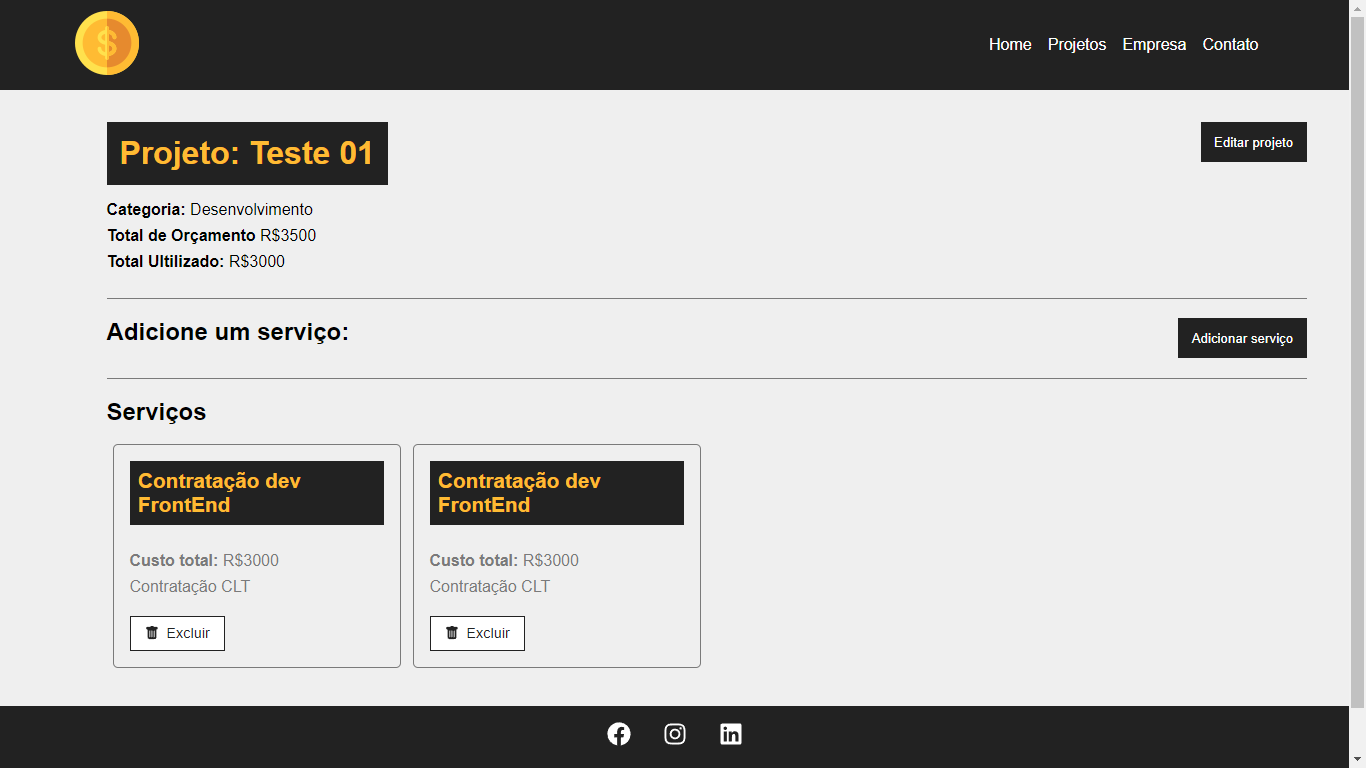 $
Home Projetos Empresa Contato
Projeto: Teste 01
Editar projeto
Categoria: Desenvolvimento
Total de Orçamento R$3500
Total Ultilizado: R$3000
Adicione um serviço:
Adicionar serviço
Serviços
Contratação dev
FrontEnd
Custo total: R$3000
Contratação CLT
Excluir
Contratação dev
FrontEnd
Custo total: R$3000
Contratação CLT
Excluir